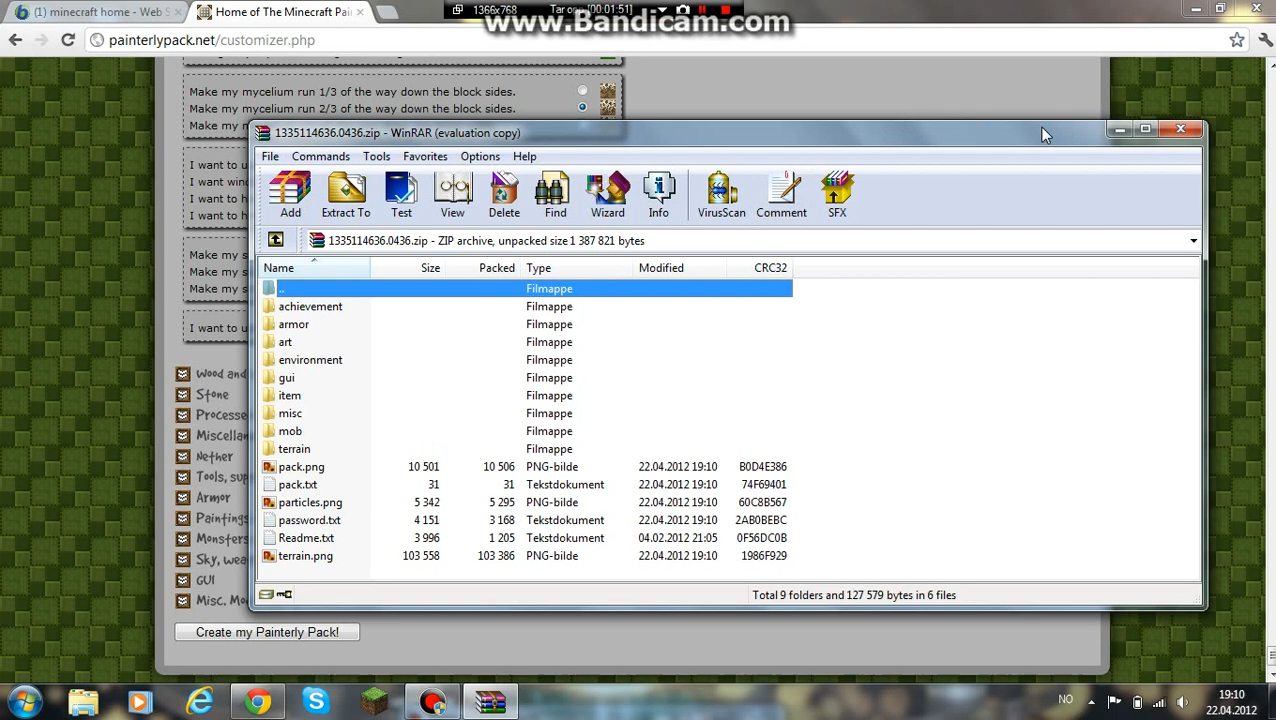 (1) minecraft home - Web S
Home of The Minecraft Pai
1366x768
(00:01:51)
www.Bandicam.com
painterlypack.net/customizer.php
Make my mycelium run 1/3 of the way down the block sides.
Make my mycelium run 2/3 of the way down the block sides.
Make my m
I want to u
I want win
I want to h
I want to h
Make my s
Make my s
Make my s
I want to u
Wood and
Stone
Processe
Miscellan
Nether
Tools, sup
Armor
Paintings
Monsters
Sky, wea
GUI
Misc. Mo
Create my Painterly Pack!
1335114636.0436.zip - WinRAR (evaluation copy)
File Commands Tools Favorites Options Help
Add Extract To Test View Delete Find Wizard Info VirusScan Comment SFX
1335114636.0436.zip - ZIP archive, unpacked size 1 387 821 bytes
Name Size Packed Type Modified CRC32
.. Filmappe
achievement Filmappe
armor Filmappe
art Filmappe
environment Filmappe
gui Filmappe
item Filmappe
misc Filmappe
mob Filmappe
terrain Filmappe
pack.png 10 501 10 506 PNG-bilde 22.04.2012 19:10 B0D4E386
pack.txt 31 31 Tekstdokument 22.04.2012 19:10 74F69401
particles.png 5 342 5 295 PNG-bilde 22.04.2012 19:10 60C8B567
password.txt 4 151 3 168 Tekstdokument 22.04.2012 19:10 2AB0BEBC
Readme.txt 3 996 1 205 Tekstdokument 04.02.2012 21:05 0F56DC0B
terrain.png 103 558 103 386 PNG-bilde 22.04.2012 19:10 1986F929
Total 9 folders and 127 579 bytes in 6 files
NO
19:10
22.04.2012